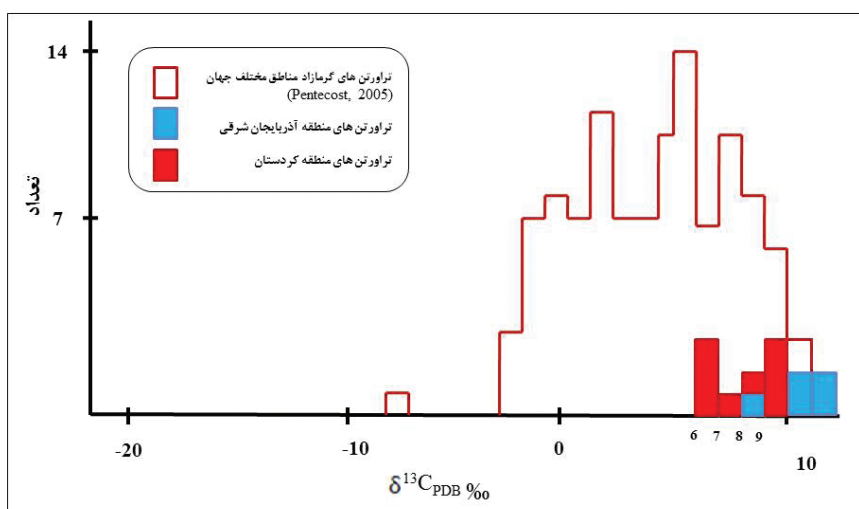 14
تراورتن های گرمازاد مناطق مختلف جهان
(Pentecost, 2005)
تراورتن های منطقه آذربایجان شرقی
تراورتن های منطقه کردستان
تعداد
7
-20
-10
0
6 7 8 9
10
δ¹³C_PDB ‰